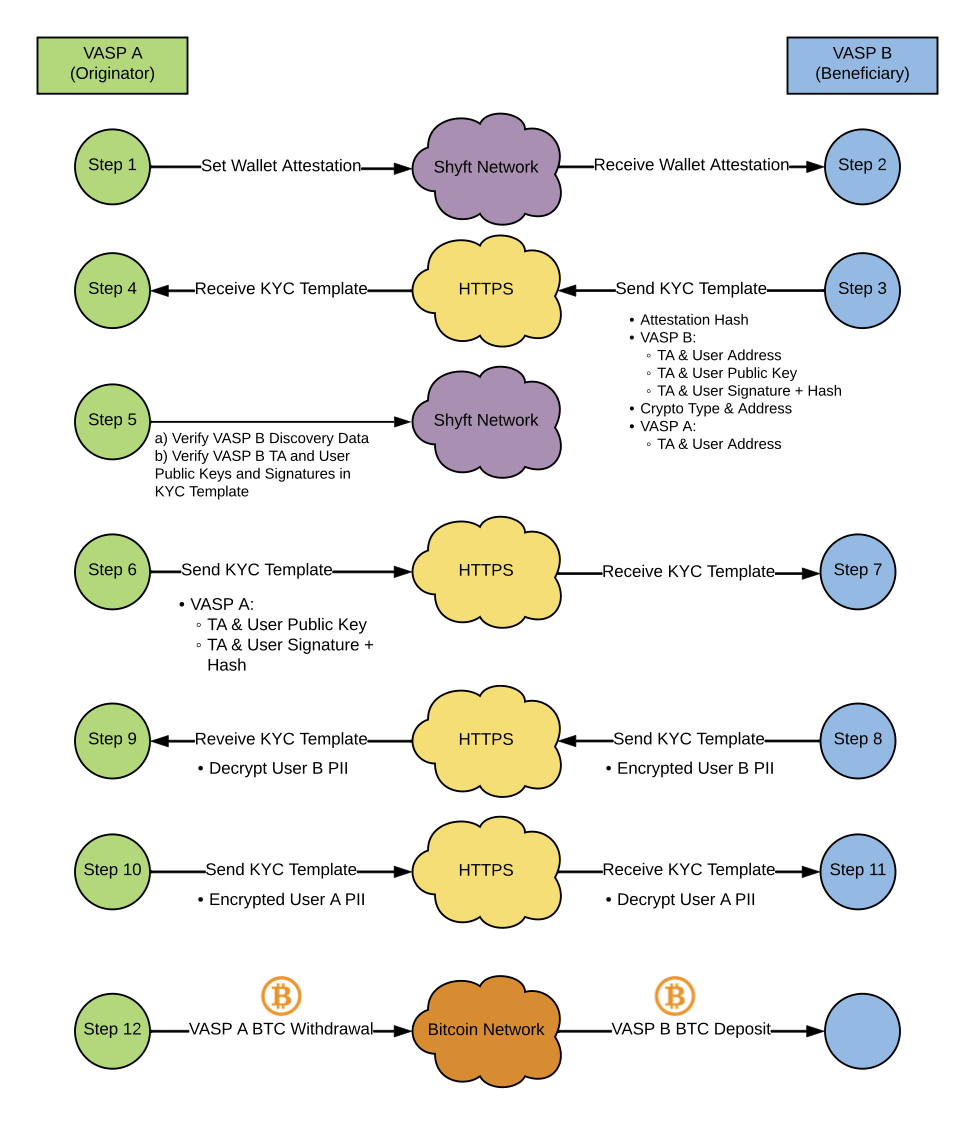 VASP A
(Originator)
VASP B
(Beneficiary)
Step 1
Set Wallet Attestation
Shyft Network
Receive Wallet Attestation
Step 2
Step 4
Receive KYC Template
HTTPS
Send KYC Template
Step 3
• Attestation Hash
• VASP B:
◦ TA & User Address
◦ TA & User Public Key
◦ TA & User Signature + Hash
• Crypto Type & Address
• VASP A:
◦ TA & User Address
Step 5
Shyft Network
a) Verify VASP B Discovery Data
b) Verify VASP B TA and User
Public Keys and Signatures in
KYC Template
Step 6
Send KYC Template
HTTPS
Receive KYC Template
Step 7
• VASP A:
◦ TA & User Public Key
◦ TA & User Signature +
Hash
Step 9
Reveive KYC Template
HTTPS
Send KYC Template
Step 8
• Decrypt User B PII
• Encrypted User B PII
Step 10
Send KYC Template
HTTPS
Receive KYC Template
Step 11
• Encrypted User A PII
• Decrypt User A PII
Step 12
VASP A BTC Withdrawal
Bitcoin Network
VASP B BTC Deposit